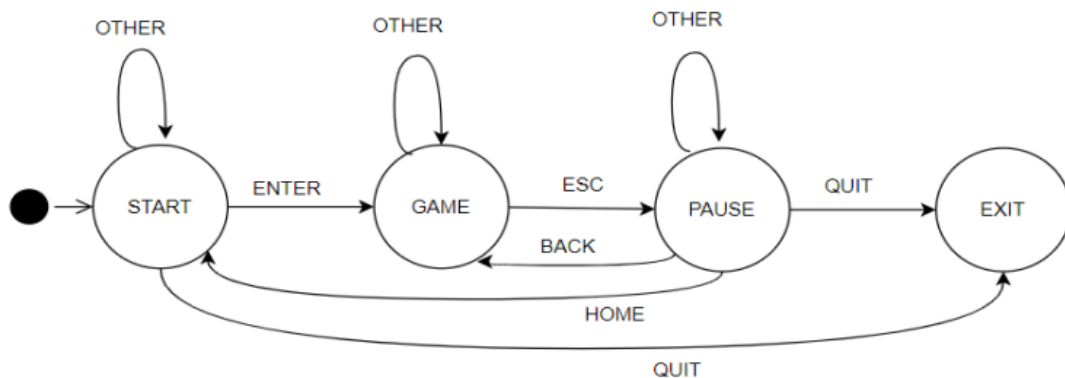 OTHER
OTHER
OTHER
START
ENTER
GAME
ESC
BACK
PAUSE
QUIT
EXIT
HOME
QUIT